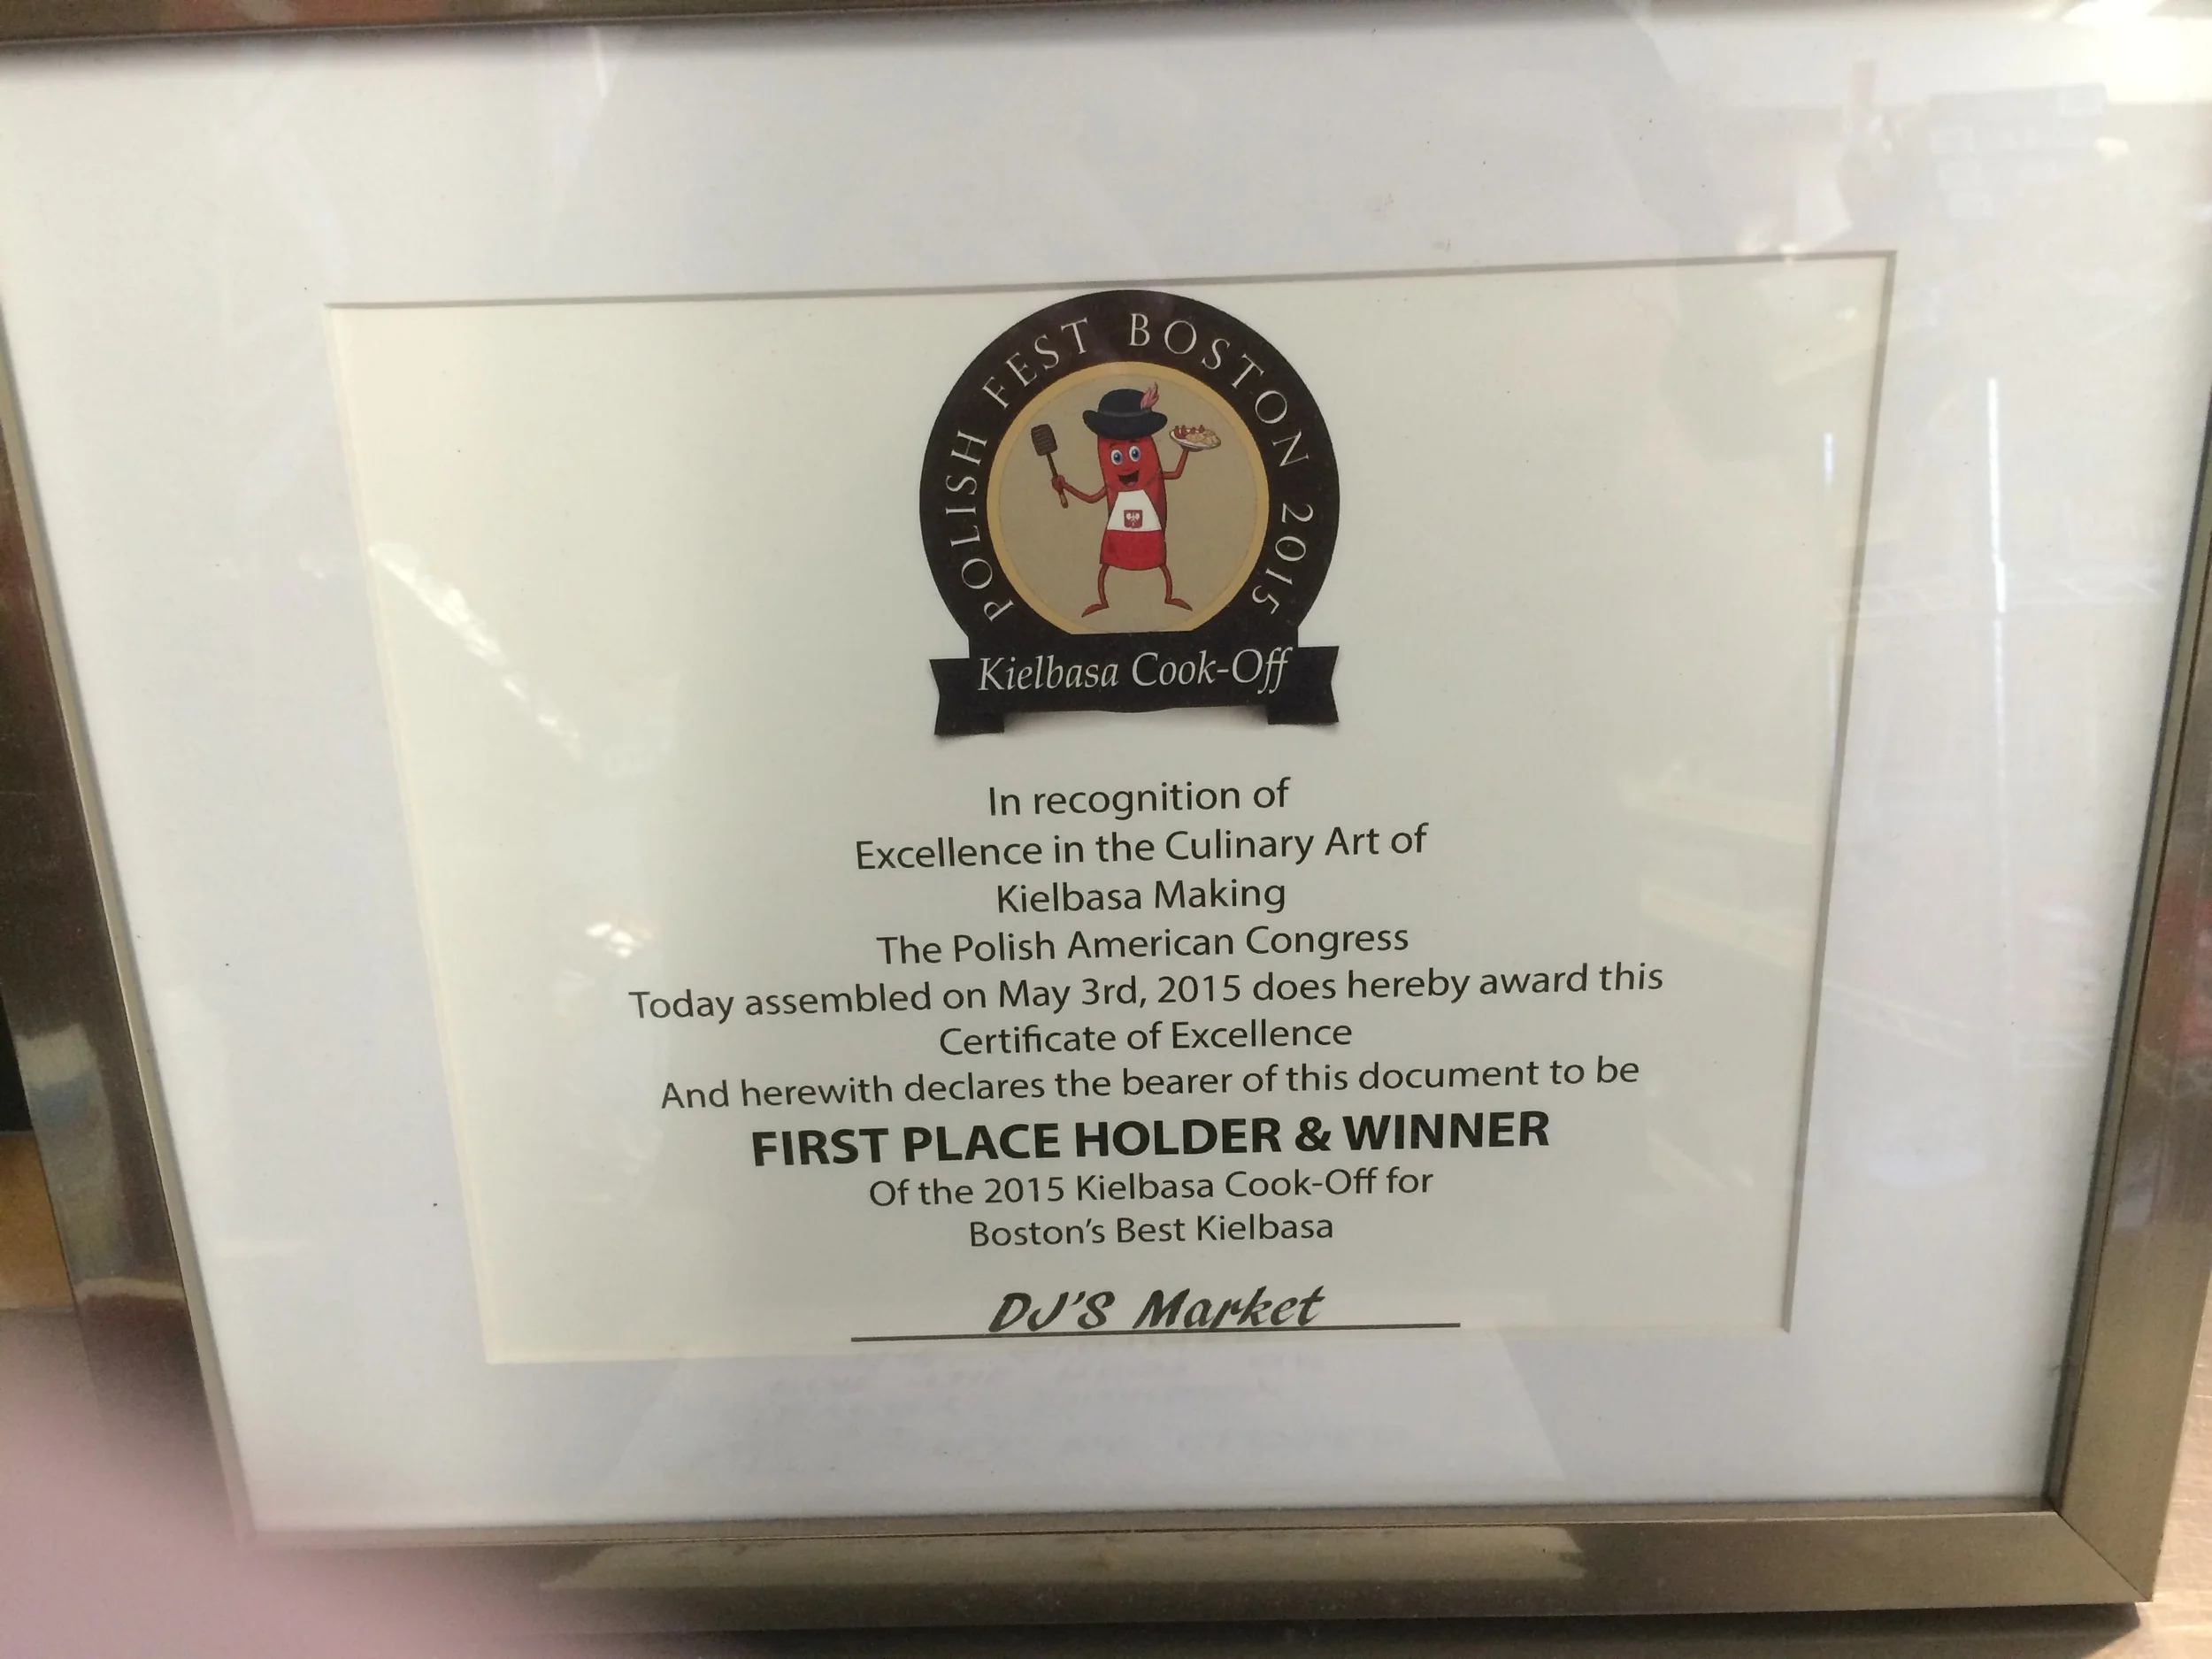 POLISH FEST BOSTON 2015
Kielbasa Cook-Off
In recognition of
Excellence in the Culinary Art of
Kielbasa Making
The Polish American Congress
Today assembled on May 3rd, 2015 does hereby award this
Certificate of Excellence
And herewith declares the bearer of this document to be
FIRST PLACE HOLDER & WINNER
Of the 2015 Kielbasa Cook-Off for
Boston's Best Kielbasa
DJ'S Market